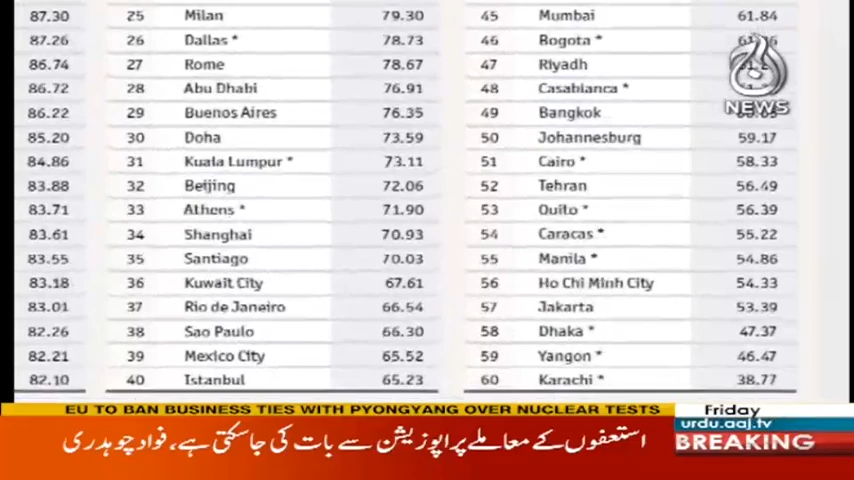 87.30 25 Milan 79.30 45 Mumbai 61.84
87.26 26 Dallas * 78.73 46 Bogota *
86.74 27 Rome 78.67 47 Riyadh
86.72 28 Abu Dhabi 76.91 48 Casablanca *
86.22 29 Buenos Aires 76.35 49 Bangkok
85.20 30 Doha 73.59 50 Johannesburg 59.17
84.86 31 Kuala Lumpur * 73.11 51 Cairo * 58.33
83.88 32 Beijing 72.06 52 Tehran 56.49
83.71 33 Athens * 71.90 53 Quito * 56.39
83.61 34 Shanghai 70.93 54 Caracas * 55.22
83.55 35 Santiago 70.03 55 Manila * 54.86
83.18 36 Kuwait City 67.61 56 Ho Chi Minh City 54.33
83.01 37 Rio de Janeiro 66.54 57 Jakarta 53.39
82.26 38 Sao Paulo 66.30 58 Dhaka * 47.37
82.21 39 Mexico City 65.52 59 Yangon * 46.47
82.10 40 Istanbul 65.23 60 Karachi * 38.77
NEWS
EU TO BAN BUSINESS TIES WITH PYONGYANG OVER NUCLEAR TESTS
Friday
urdu.aaj.tv
BREAKING
استعفوں کے معاملے پر اپوزیشن سے بات کی جاسکتی ہے، فواد چوہدری